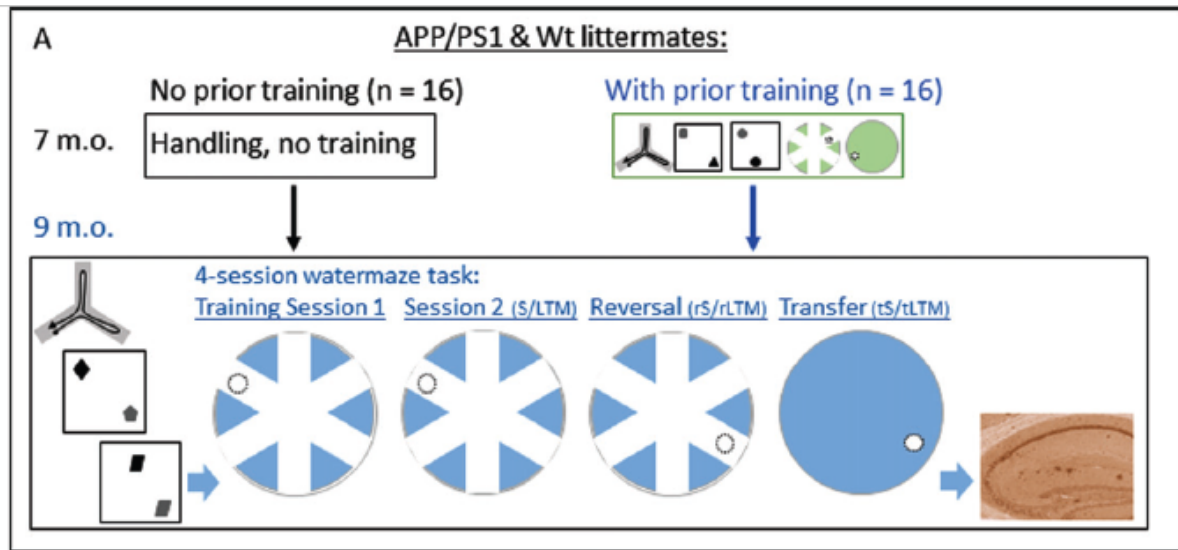 A
APP/PS1 & Wt littermates:
No prior training (n = 16)
With prior training (n = 16)
7 m.o.
Handling, no training
9 m.o.
4-session watermaze task:
Training Session 1
Session 2 (S/LTM)
Reversal (rS/rLTM)
Transfer (tS/tLTM)